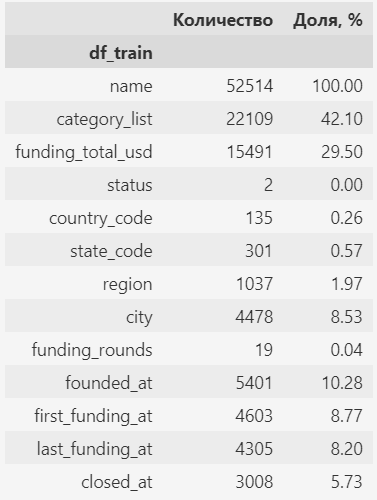 Количество Доля, %
df_train
name 52514 100.00
category_list 22109 42.10
funding_total_usd 15491 29.50
status 2 0.00
country_code 135 0.26
state_code 301 0.57
region 1037 1.97
city 4478 8.53
funding_rounds 19 0.04
founded_at 5401 10.28
first_funding_at 4603 8.77
last_funding_at 4305 8.20
closed_at 3008 5.73